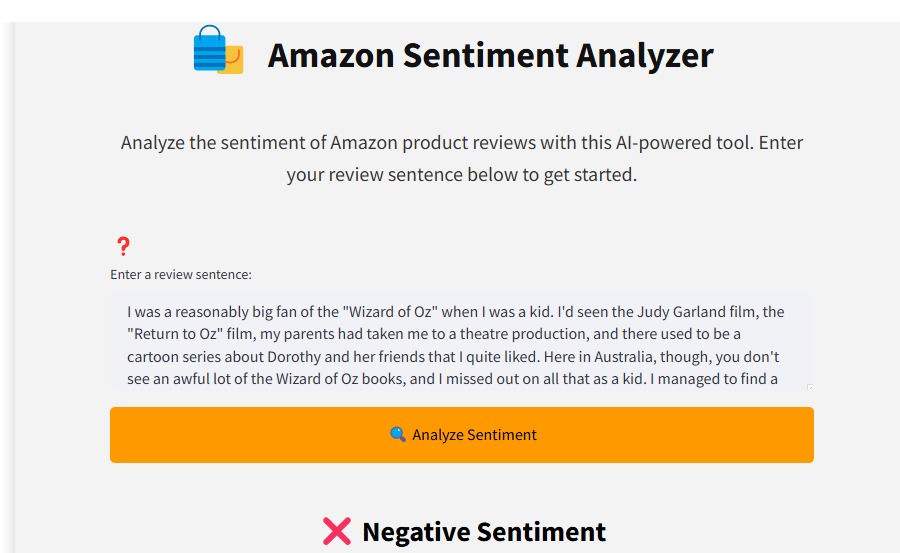 Amazon Sentiment Analyzer
Analyze the sentiment of Amazon product reviews with this AI-powered tool. Enter
your review sentence below to get started.
Enter a review sentence:
I was a reasonably big fan of the "Wizard of Oz" when I was a kid. I'd seen the Judy Garland film, the
"Return to Oz" film, my parents had taken me to a theatre production, and there used to be a
cartoon series about Dorothy and her friends that I quite liked. Here in Australia, though, you don't
see an awful lot of the Wizard of Oz books, and I missed out on all that as a kid. I managed to find a
Analyze Sentiment
Negative Sentiment